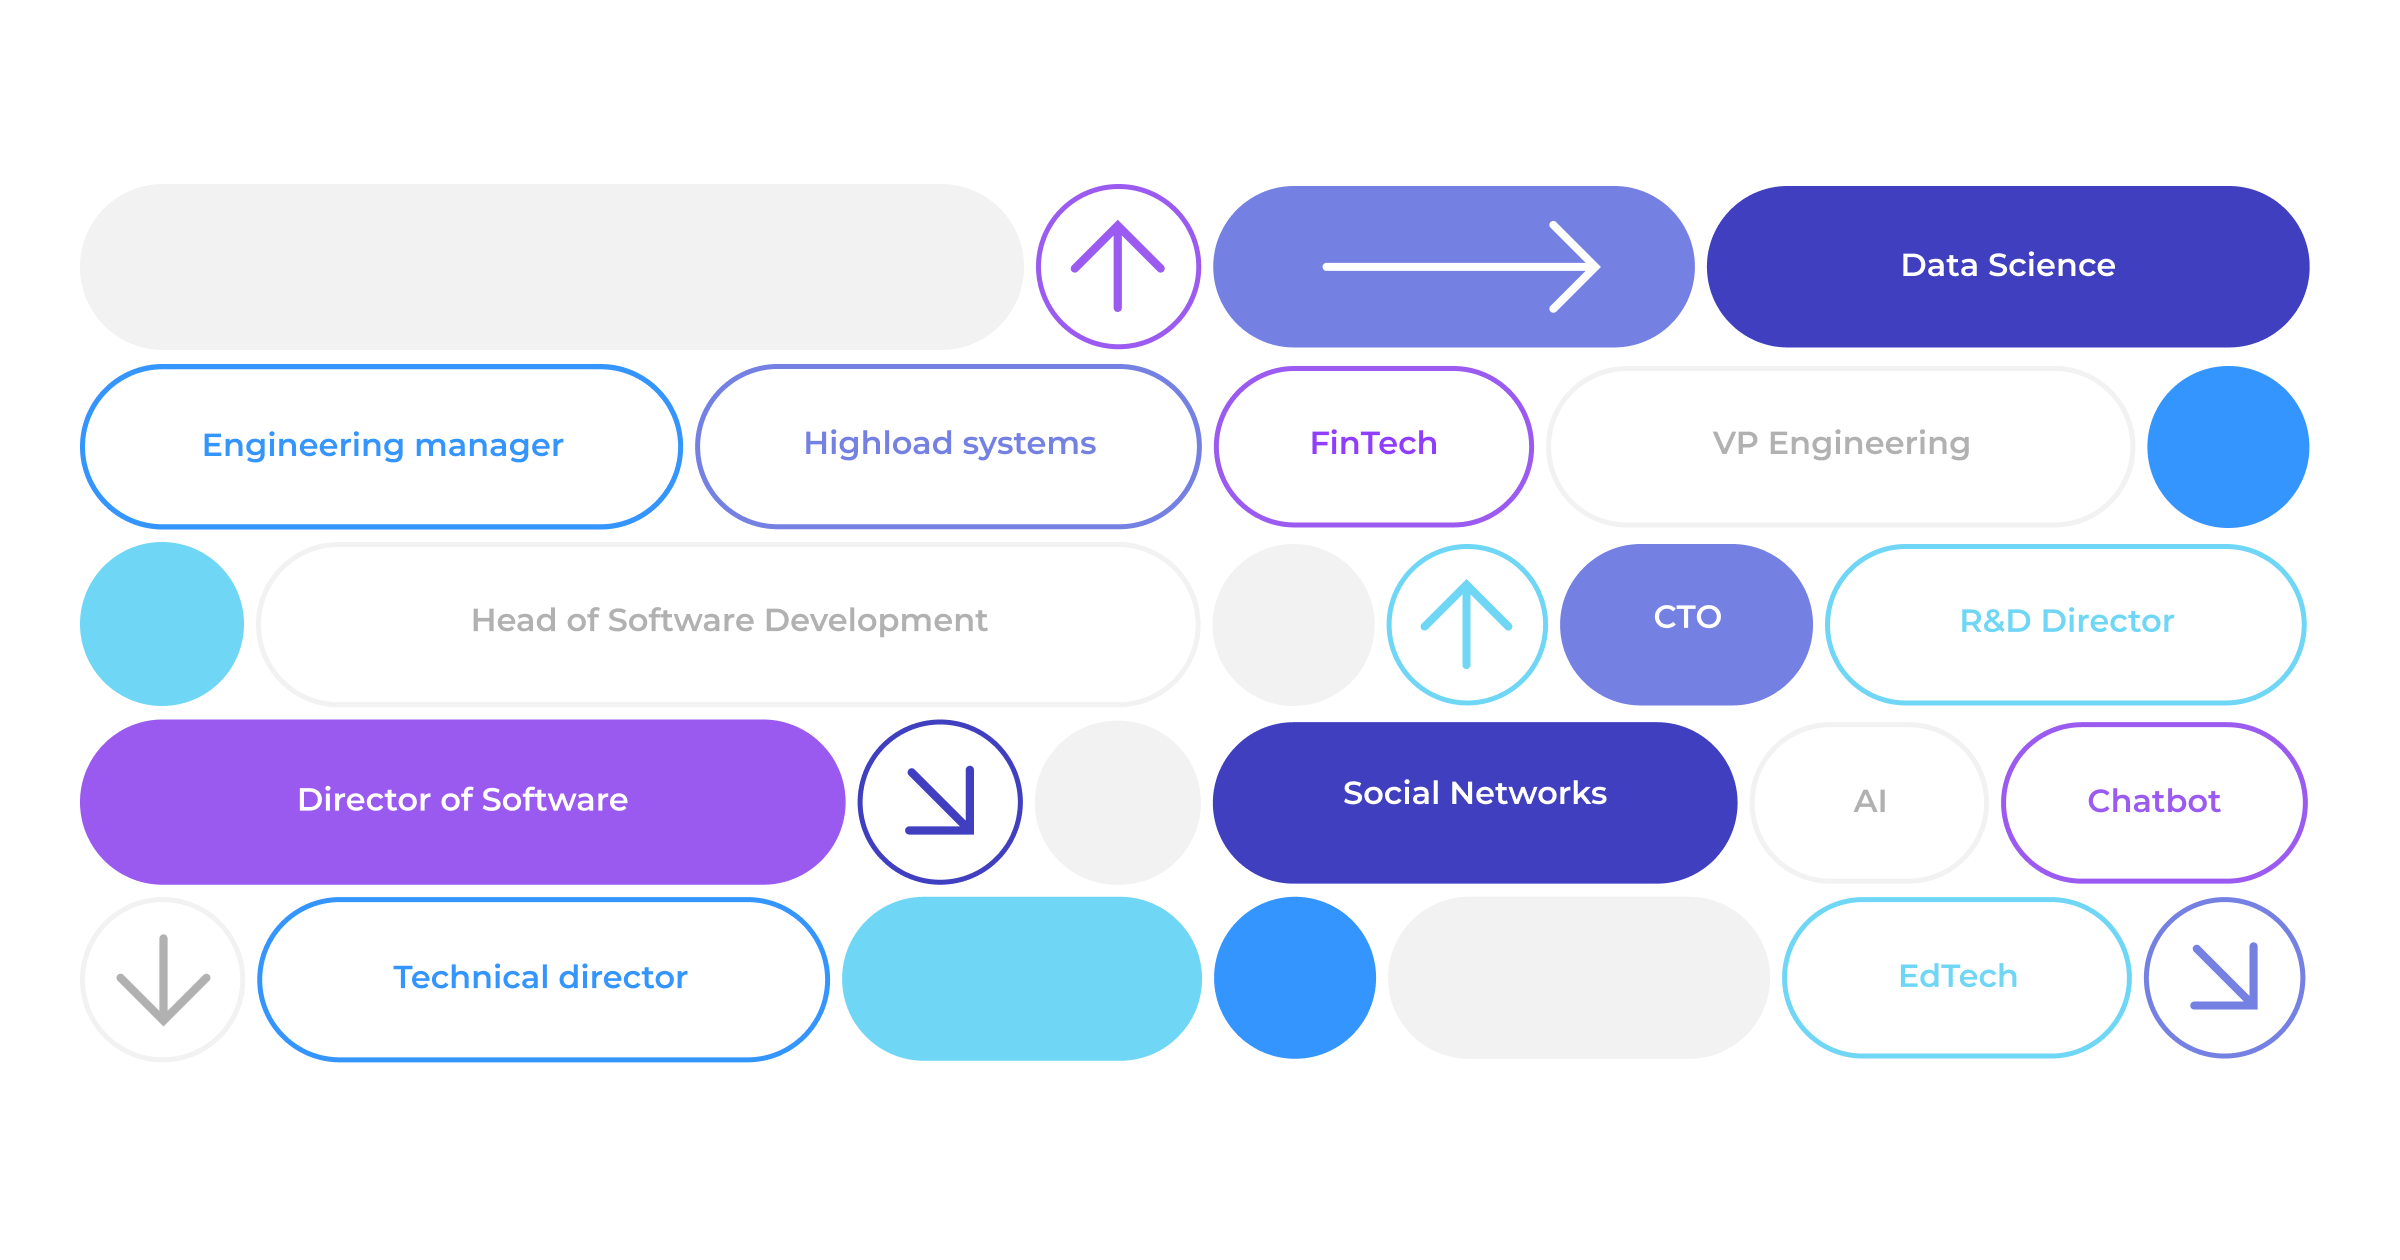 Data Science
Engineering manager
Highload systems
FinTech
VP Engineering
Head of Software Development
CTO
R&D Director
Director of Software
Social Networks
AI
Chatbot
Technical director
EdTech